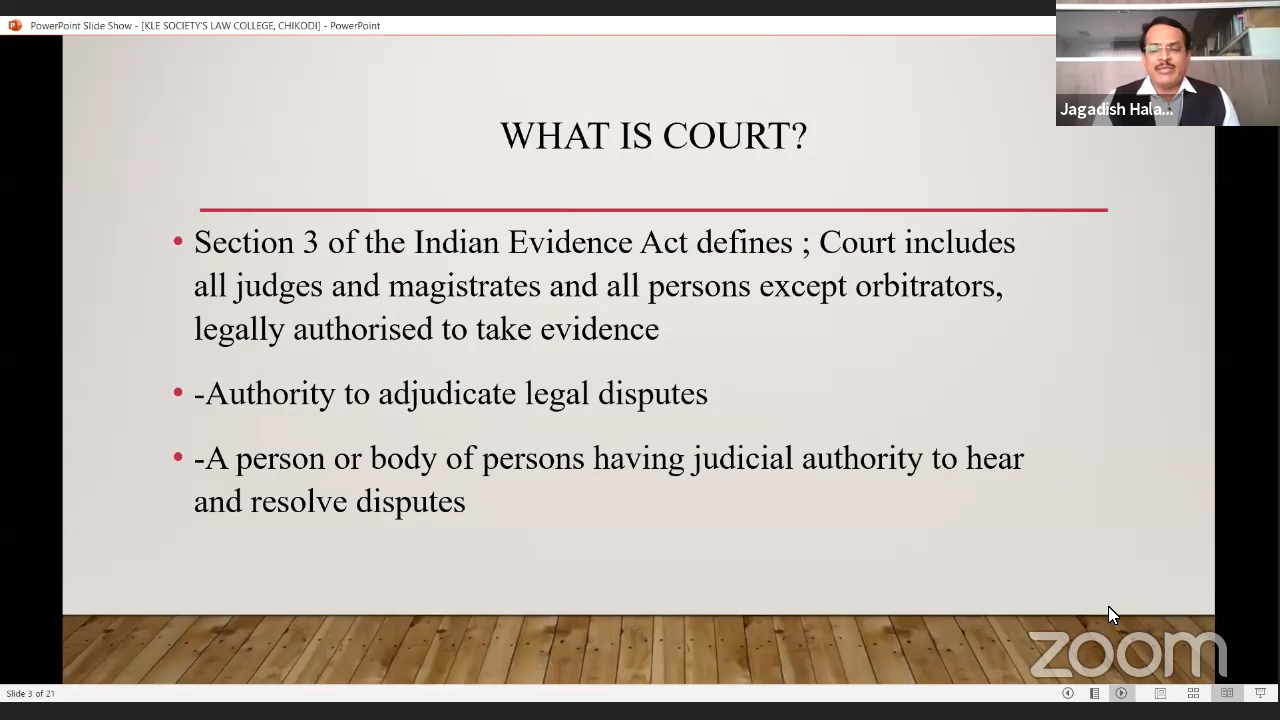 PowerPoint Slide Show - [KLE SOCIETY'S LAW COLLEGE, CHIKODI] - PowerPoint
Jagadish Hala...
WHAT IS COURT?
• Section 3 of the Indian Evidence Act defines ; Court includes
all judges and magistrates and all persons except orbitrators,
legally authorised to take evidence
• -Authority to adjudicate legal disputes
• -A person or body of persons having judicial authority to hear
and resolve disputes
zoom
Slide 3 of 21